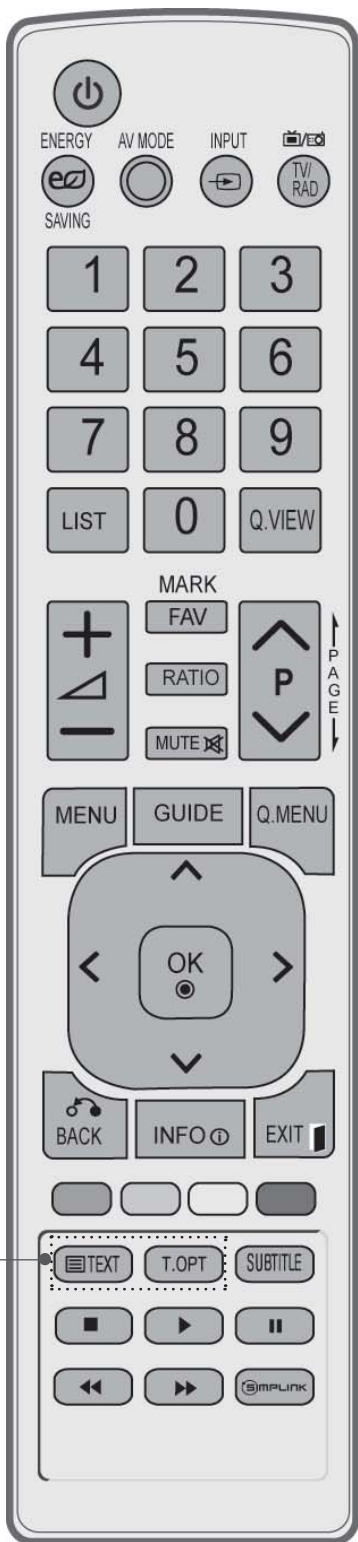 ENERGY AV MODE INPUT
TV/
RAD
SAVING
1 2 3
4 5 6
7 8 9
LIST 0 Q.VIEW
MARK
FAV
P
PAGE
RATIO
MUTE
MENU GUIDE Q.MENU
OK
BACK INFO EXIT
TEXT T.OPT SUBTITLE
SIMPLINK